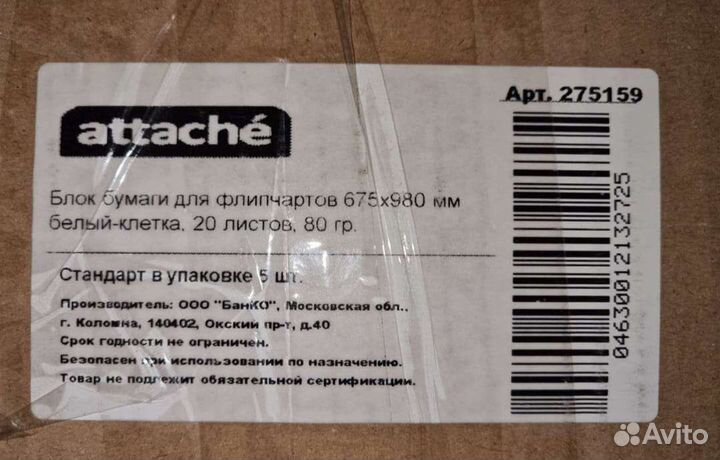 attaché
Арт. 275159
Блок бумаги для флипчартов 675х980 мм
белый-клетка, 20 листов, 80 гр.
Стандарт в упаковке 5 шт.
Производитель: ООО "БанКО", Московская обл.,
г. Коломна, 140402, Окский пр-т, д.40
Срок годности не ограничен.
Безопасен при использовании по назначению.
Товар не подлежит обязательной сертификации.
04630012132725
Avito